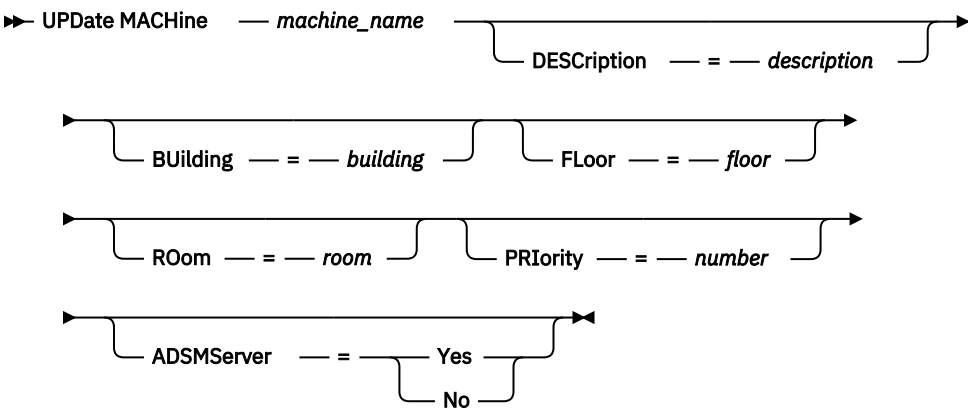 UPDate MACHine machine_name
DESCription = description
BUilding = building FLoor = floor
ROom = room PRIority = number
ADSMServer = Yes
No